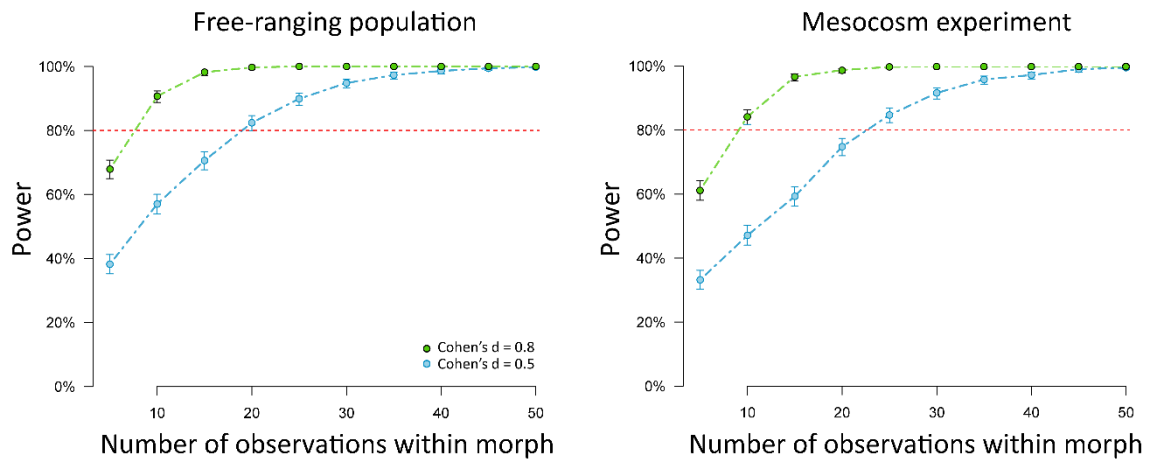 Free-ranging population
100%
80%
60%
40%
20%
0%
Power
Cohen's d = 0.8
Cohen's d = 0.5
10 20 30 40 50
Number of observations within morph
Mesocosm experiment
100%
80%
60%
40%
20%
0%
Power
10 20 30 40 50
Number of observations within morph